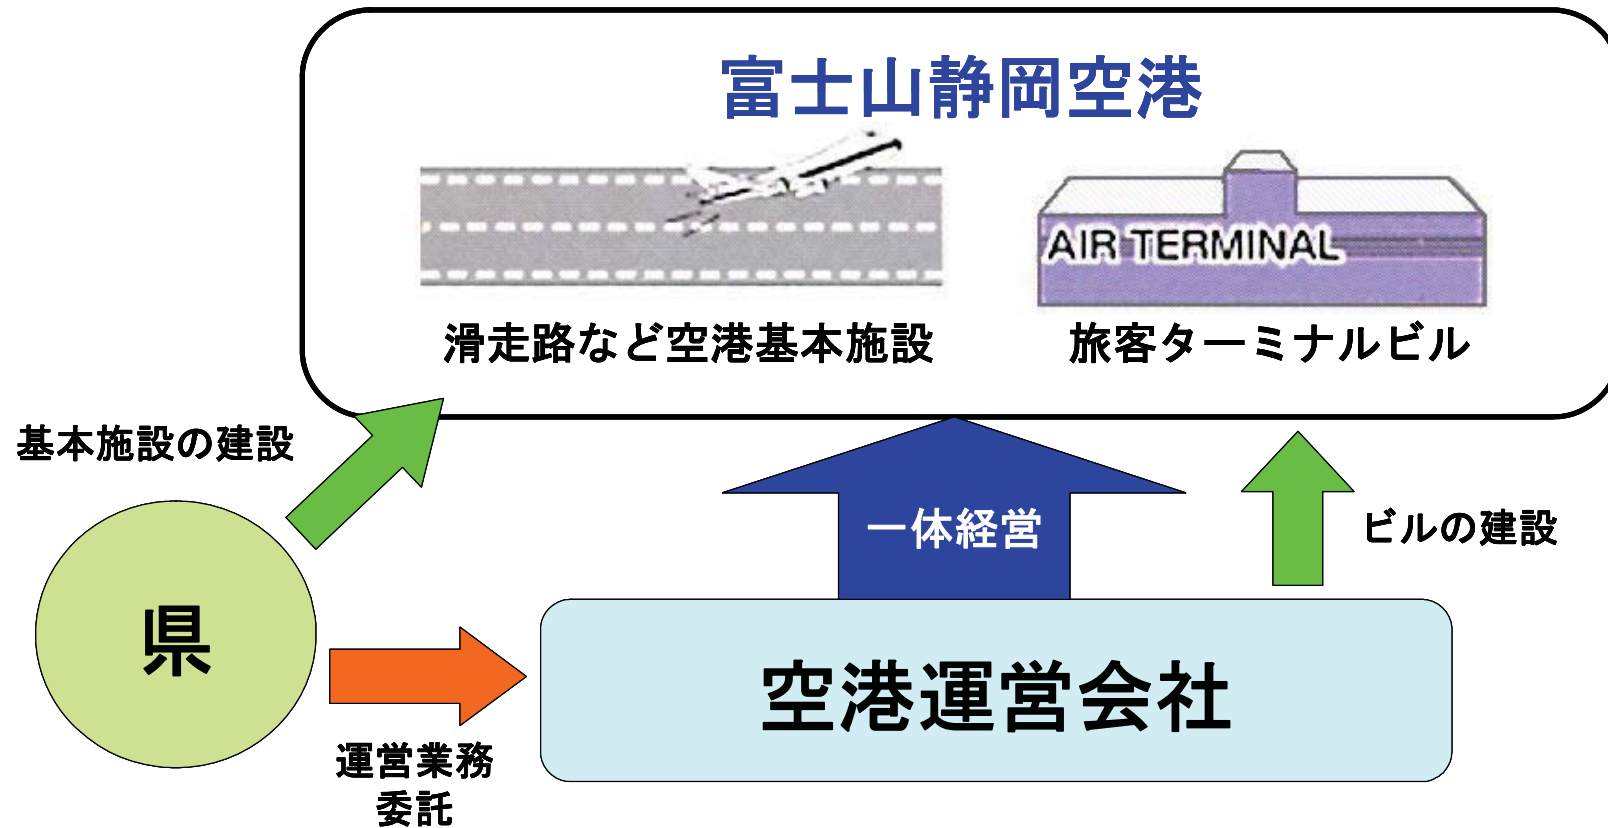 富士山静岡空港
AIR TERMINAL
滑走路など空港基本施設
旅客ターミナルビル
基本施設の建設
一体経営
ビルの建設
県
空港運営会社
運営業務
委託